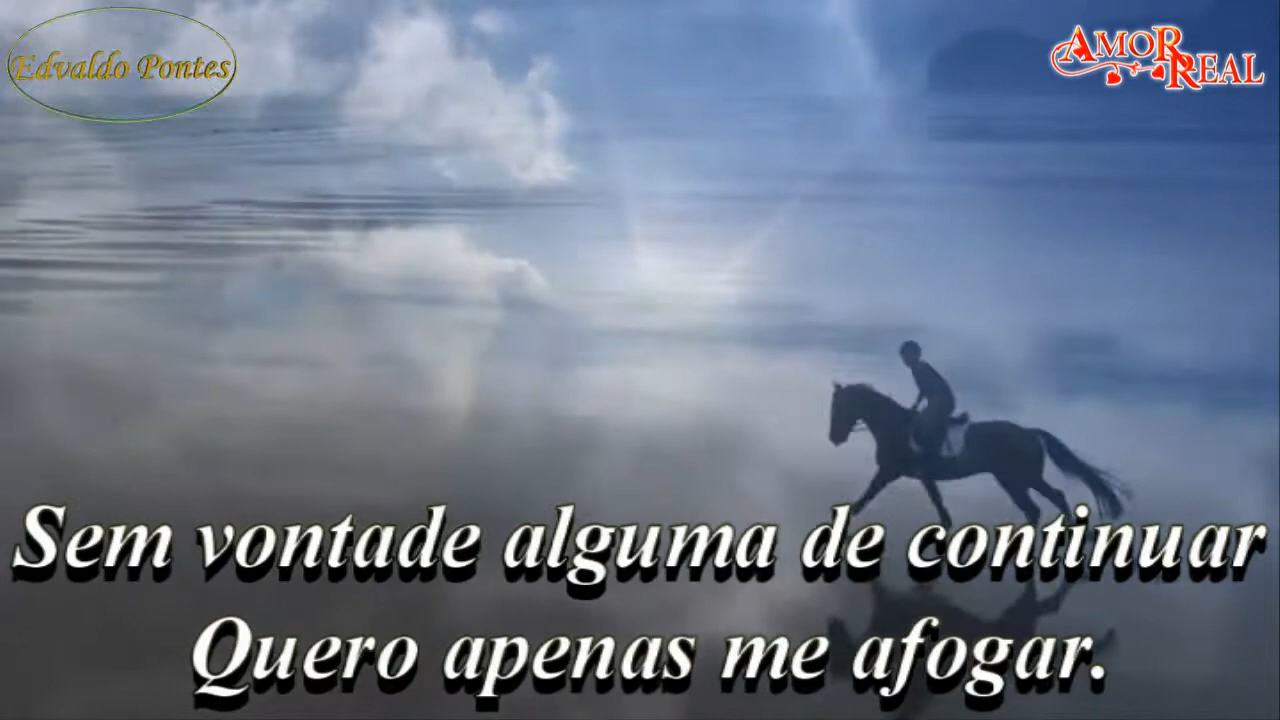 Edvaldo Pontes
AMOR REAL
Sem vontade alguma de continuar
Quero apenas me afogar.